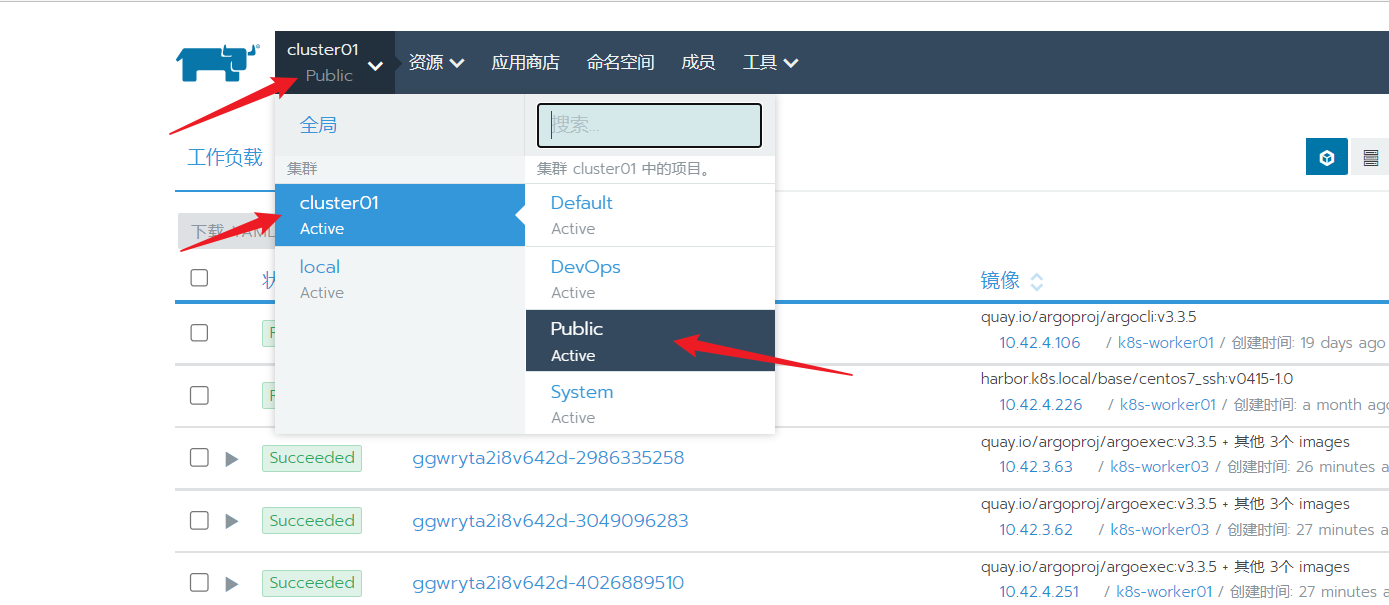 cluster01
Public
资源
应用商店
命名空间
成员
工具
全局
搜索...
工作负载
集群
集群 cluster01 中的项目。
cluster01
Active
Default
Active
下载 YAML
local
Active
DevOps
Active
状
镜像
Public
Active
quay.io/argoproj/argocli:v3.3.5
10.42.4.106 / k8s-worker01 / 创建时间: 19 days ago
System
Active
harbor.k8s.local/base/centos7_ssh:v0415-1.0
10.42.4.226 / k8s-worker01 / 创建时间: a month ago
Succeeded
ggwryta2i8v642d-2986335258
quay.io/argoproj/argoexec:v3.3.5 + 其他 3个 images
10.42.3.63 / k8s-worker03 / 创建时间: 26 minutes a
Succeeded
ggwryta2i8v642d-3049096283
quay.io/argoproj/argoexec:v3.3.5 + 其他 3个 images
10.42.3.62 / k8s-worker03 / 创建时间: 27 minutes a
Succeeded
ggwryta2i8v642d-4026889510
quay.io/argoproj/argoexec:v3.3.5 + 其他 3个 images
10.42.4.251 / k8s-worker01 / 创建时间: 27 minutes a